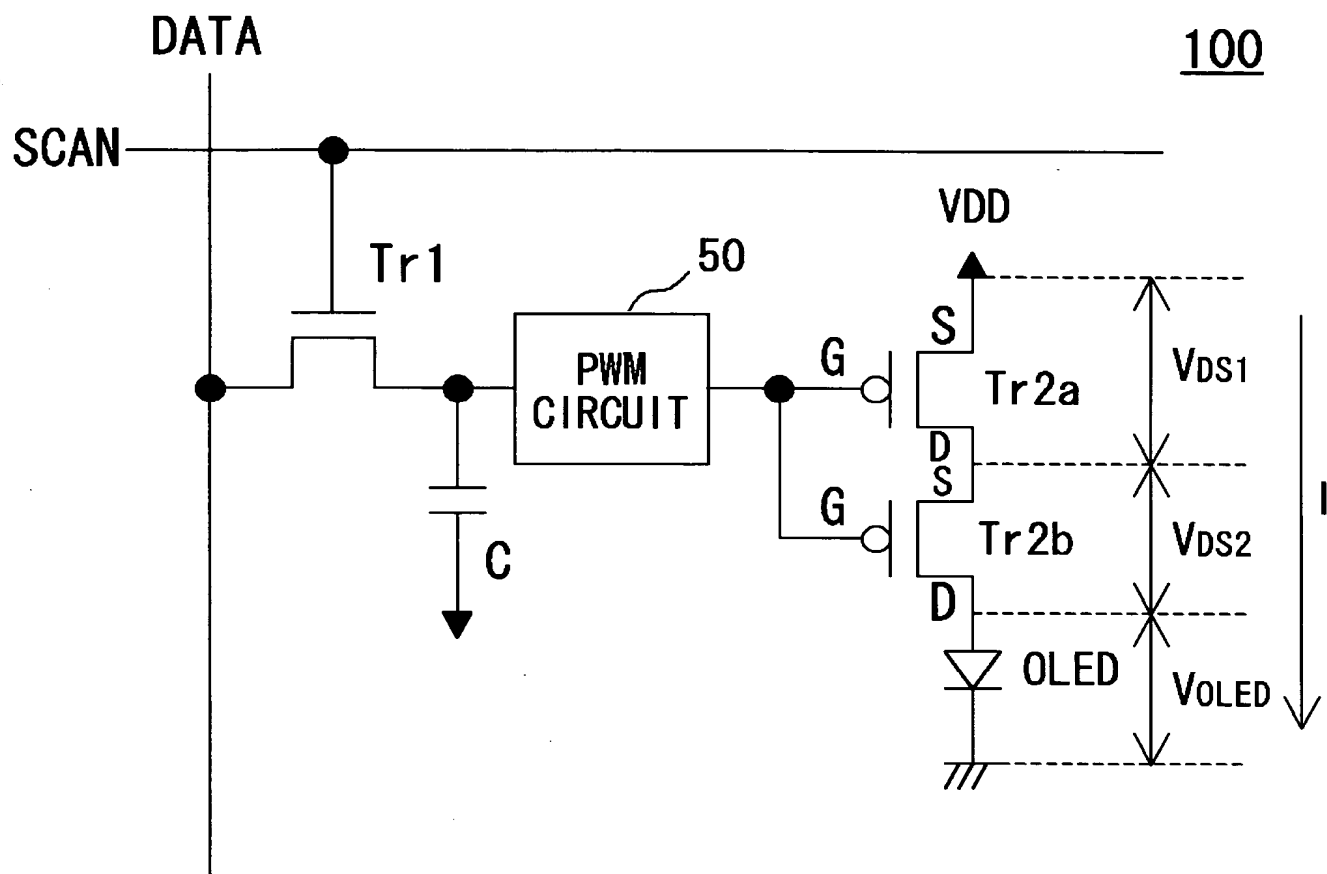 DATA
100
SCAN
VDD
Tr1
50
S
G
PWM
CIRCUIT
Tr2a
VDS1
D
S
G
Tr2b
VDS2
I
C
D
OLED
VOLED